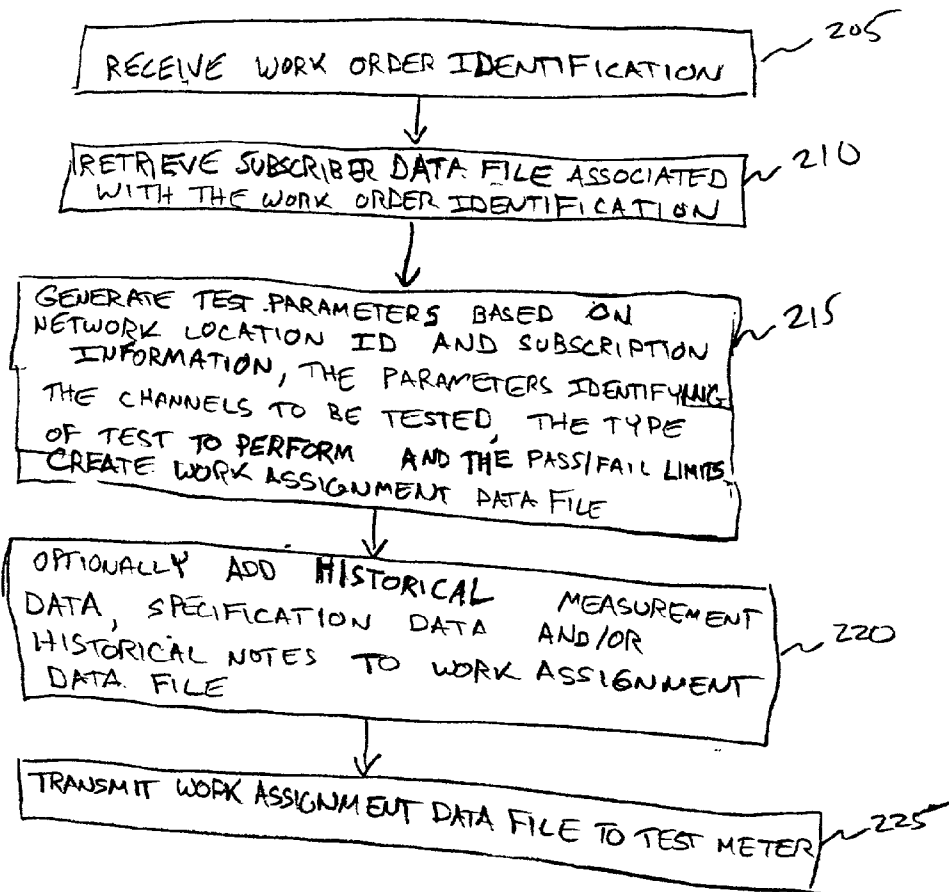 RECEIVE WORK ORDER IDENTIFICATION
205
RETRIEVE SUBSCRIBER DATA FILE ASSOCIATED
WITH THE WORK ORDER IDENTIFICATION
210
GENERATE TEST PARAMETERS BASED ON
NETWORK LOCATION ID AND SUBSCRIPTION
INFORMATION, THE PARAMETERS IDENTIFYING
THE CHANNELS TO BE TESTED, THE TYPE
OF TEST TO PERFORM AND THE PASS/FAIL LIMITS.
CREATE WORK ASSIGNMENT DATA FILE
215
OPTIONALLY ADD HISTORICAL MEASUREMENT
DATA, SPECIFICATION DATA AND/OR
HISTORICAL NOTES TO WORK ASSIGNMENT
DATA FILE
220
TRANSMIT WORK ASSIGNMENT DATA FILE TO TEST METER
225